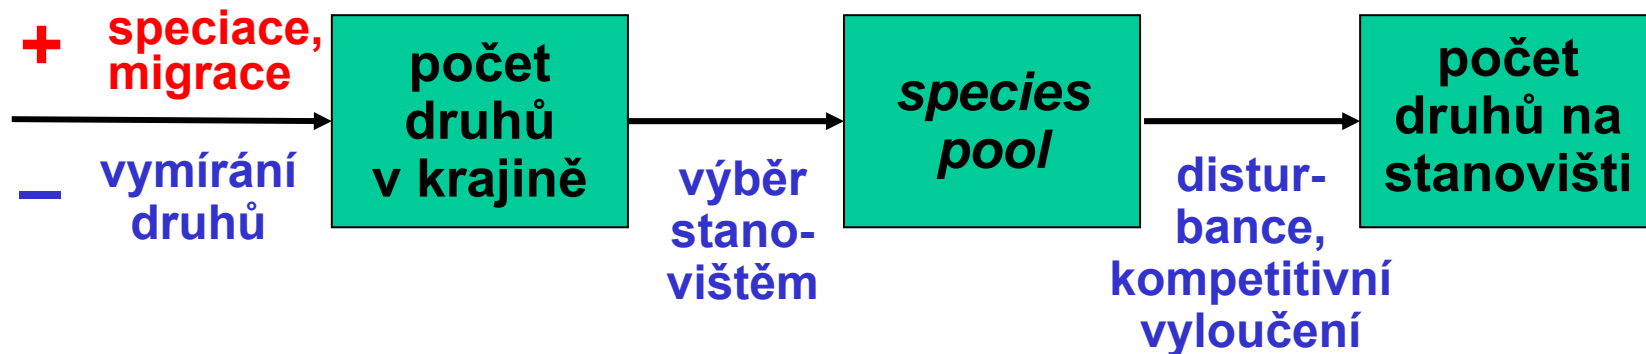 +
speciace,
migrace
–
vymírání
druhů
počet
druhů
v krajině
výběr
stano-
vištěm
species
pool
distur-
bance,
kompetitivní
vyloučení
počet
druhů na
stanovišti